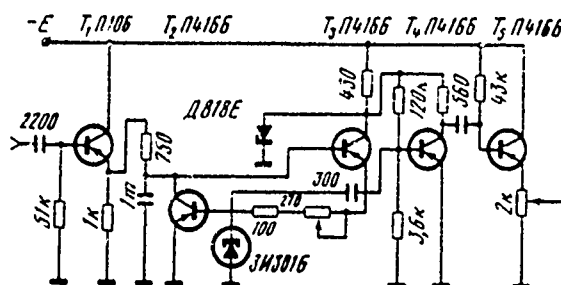 -E
T₁ П106
T₂ П416Б
T₃ П416Б
T₄ П416Б
T₅ П416Б
2200
Д818Е
750
430
120к
560
43к
51к
1к
1m
300
270
100
3,6к
2к
ЗИ381Б